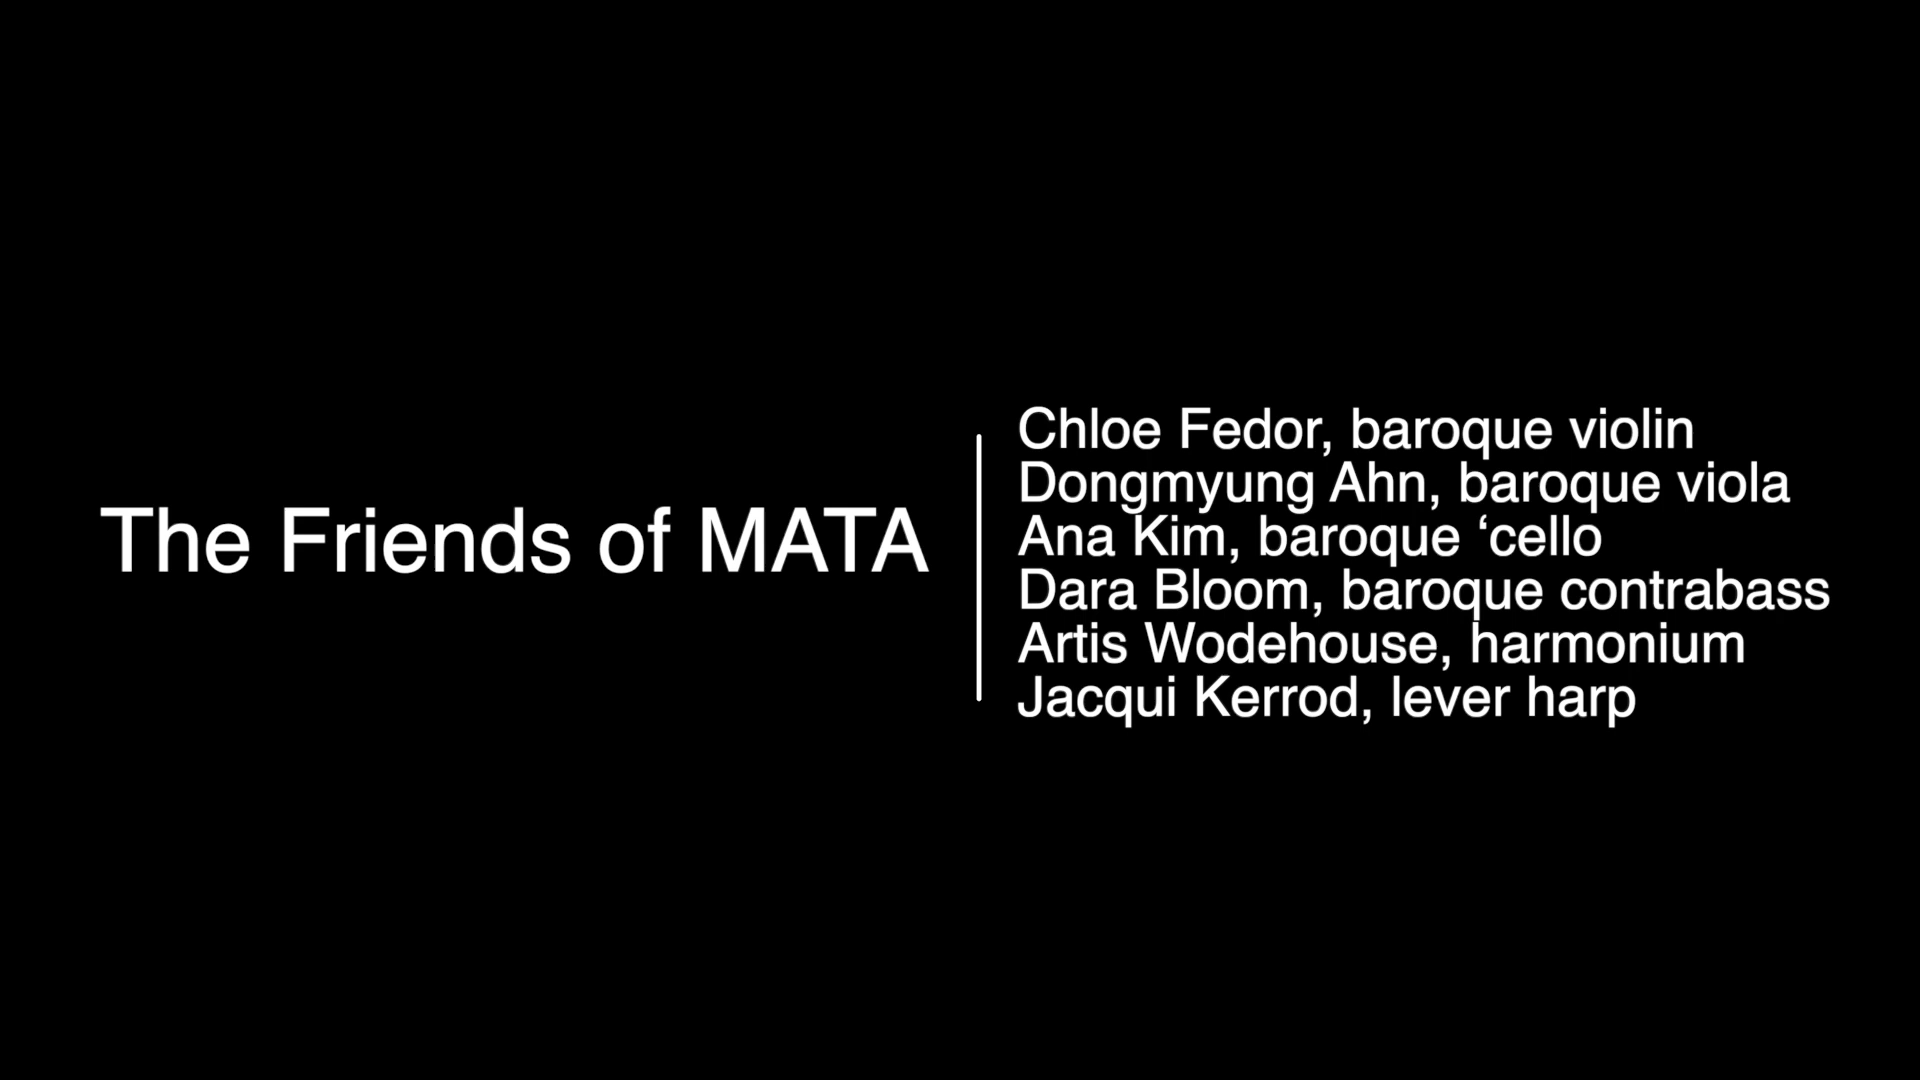 The Friends of MATA
Chloe Fedor, baroque violin
Dongmyung Ahn, baroque viola
Ana Kim, baroque ‘cello
Dara Bloom, baroque contrabass
Artis Wodehouse, harmonium
Jacqui Kerrod, lever harp